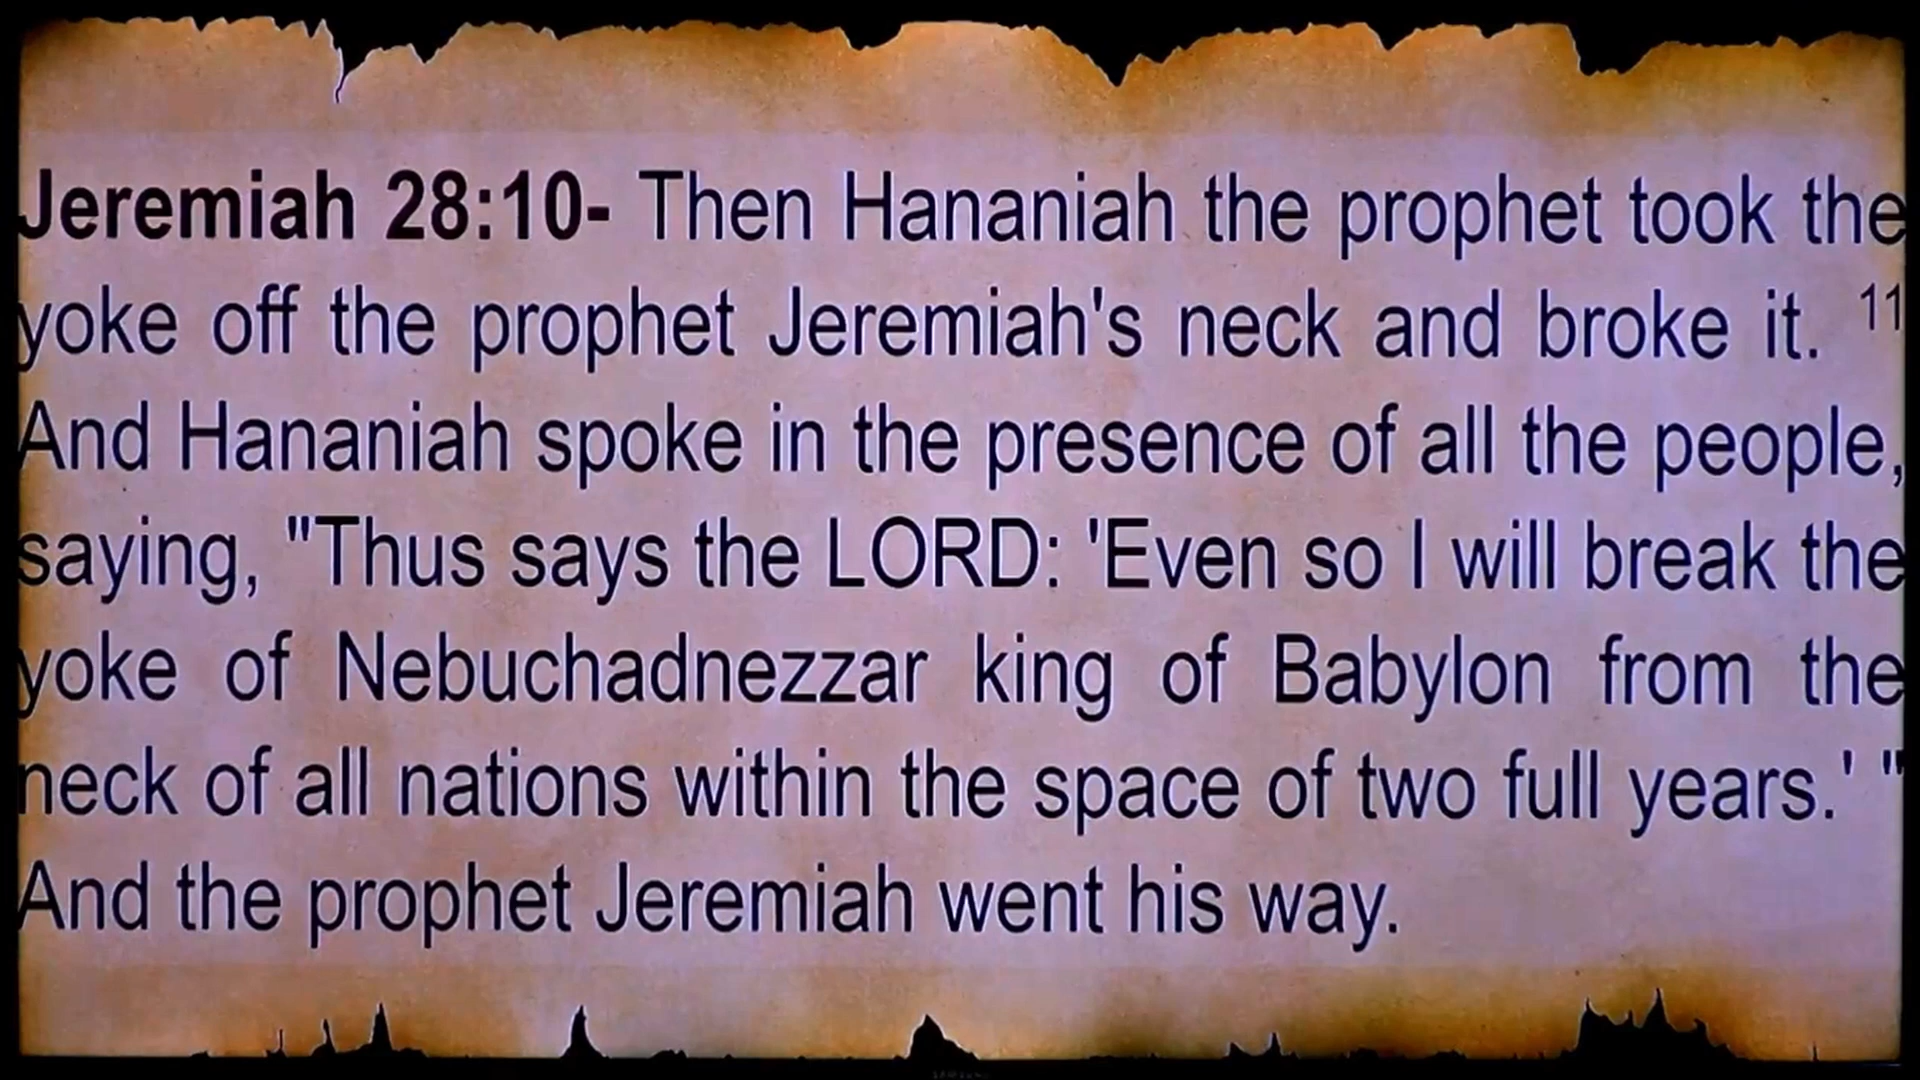 Jeremiah 28:10- Then Hananiah the prophet took the
yoke off the prophet Jeremiah's neck and broke it. 11
And Hananiah spoke in the presence of all the people,
saying, "Thus says the LORD: 'Even so I will break the
yoke of Nebuchadnezzar king of Babylon from the
neck of all nations within the space of two full years.' "
And the prophet Jeremiah went his way.